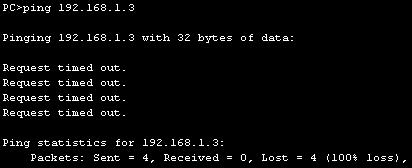 PC>ping 192.168.1.3
Pinging 192.168.1.3 with 32 bytes of data:
Request timed out.
Request timed out.
Request timed out.
Request timed out.
Ping statistics for 192.168.1.3:
Packets: Sent = 4, Received = 0, Lost = 4 (100% loss),